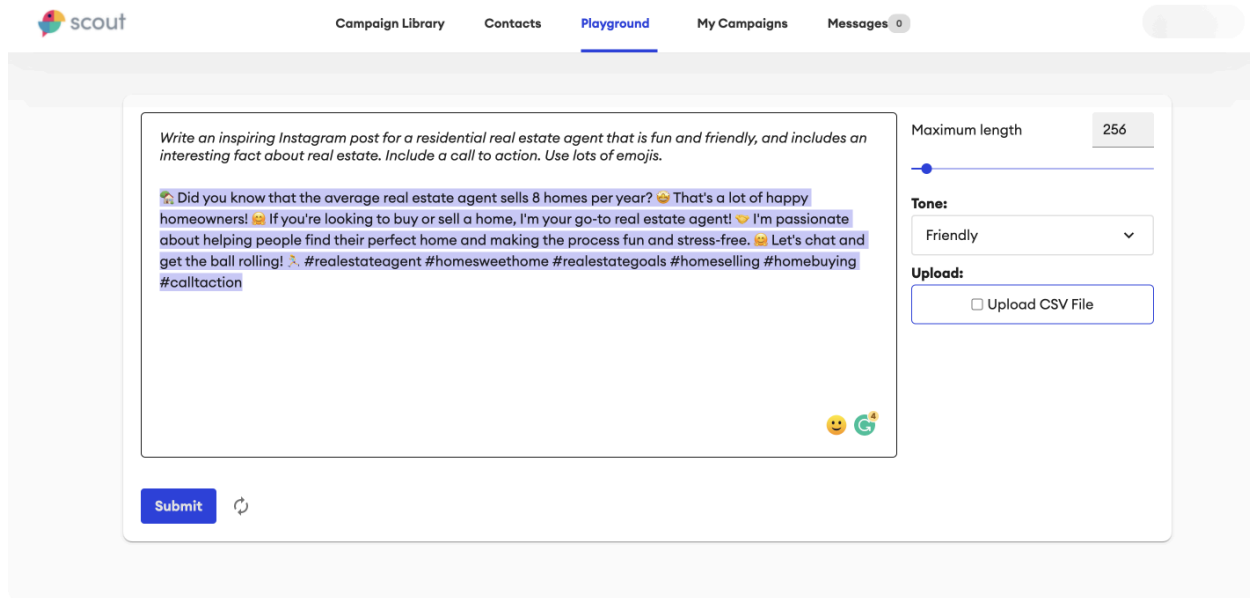 scout
Campaign Library
Contacts
Playground
My Campaigns
Messages 0
Write an inspiring Instagram post for a residential real estate agent that is fun and friendly, and includes an
interesting fact about real estate. Include a call to action. Use lots of emojis.
🏡 Did you know that the average real estate agent sells 8 homes per year? 🤩 That's a lot of happy
homeowners! 🤗 If you're looking to buy or sell a home, I'm your go-to real estate agent! 🤝 I'm passionate
about helping people find their perfect home and making the process fun and stress-free. 🤗 Let's chat and
get the ball rolling! 🏃 #realestateagent #homesweethome #realestategoals #homeselling #homebuying
#calltaction
4
Submit
Maximum length
256
Tone:
Friendly
Upload:
Upload CSV File